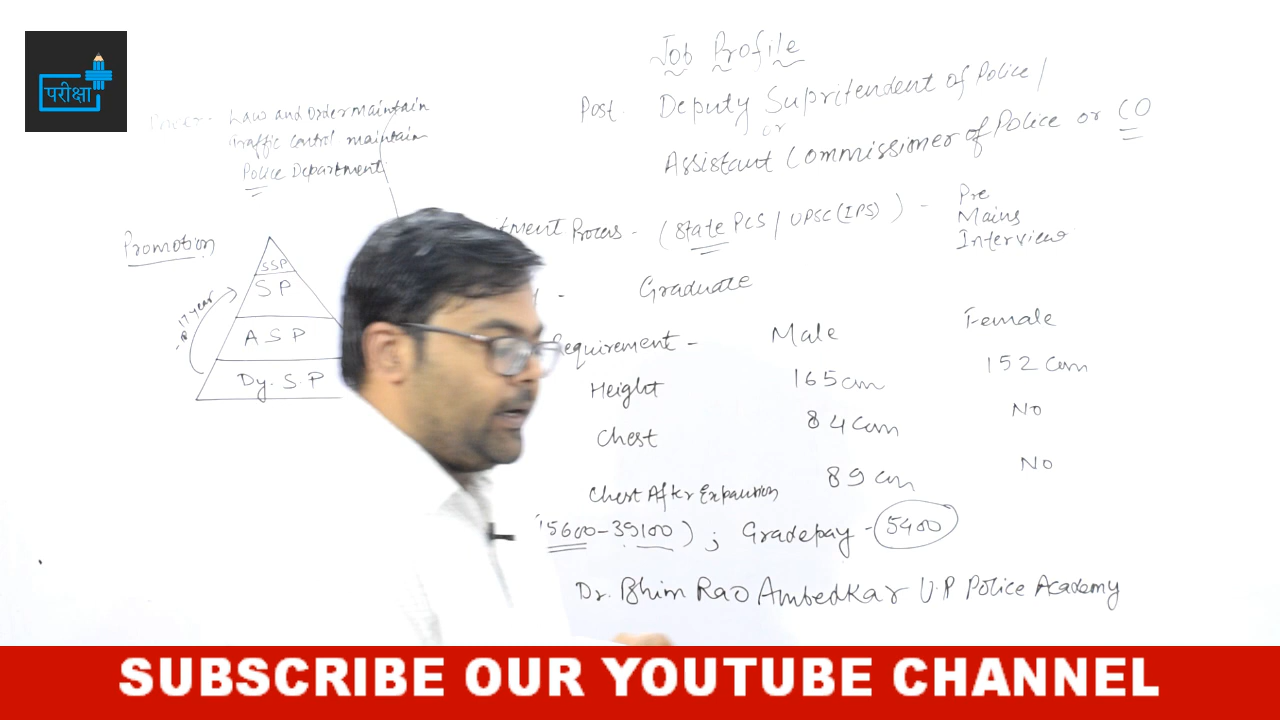 परीक्षा
Job Profile
Post. Deputy Supritendent of Police /
or
Assistant Commissioner of Police or CO
Law and Order maintain
Traffic control maintain
Police Department
Process - (State PCS / UPSC (IPS)) - Pre
Mains
Interview
Promotion
SSP
SP
ASP
Dy. S. P
17 year
- Graduate
Requirement - Male Female
Height 165 cm 152 cm
Chest 84 cm No
Chest After Expansion 89 cm No
15600-39100) ; Gradepay - 5400
Dr. Bhim Rao Ambedkar U.P Police Academy
SUBSCRIBE OUR YOUTUBE CHANNEL